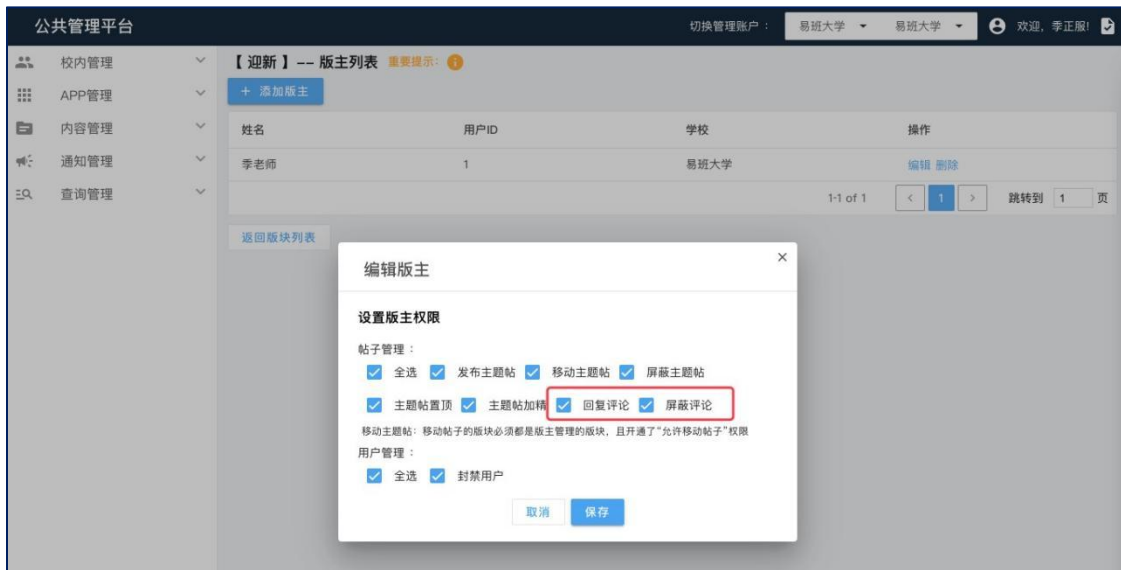 公共管理平台 切换管理账户： 易班大学 易班大学 欢迎，季正服!
校内管理
APP管理
内容管理
通知管理
查询管理
【 迎新 】-- 版主列表 重要提示：
+ 添加版主
姓名 用户ID 学校 操作
季老师 1 易班大学 编辑 删除
1-1 of 1 < 1 > 跳转到 1 页
返回版块列表
编辑版主 ×
设置版主权限
帖子管理：
全选 发布主题帖 移动主题帖 屏蔽主题帖
主题帖置顶 主题帖加精 回复评论 屏蔽评论
移动主题帖：移动帖子的版块必须都是版主管理的版块，且开通了“允许移动帖子”权限
用户管理：
全选 封禁用户
取消 保存